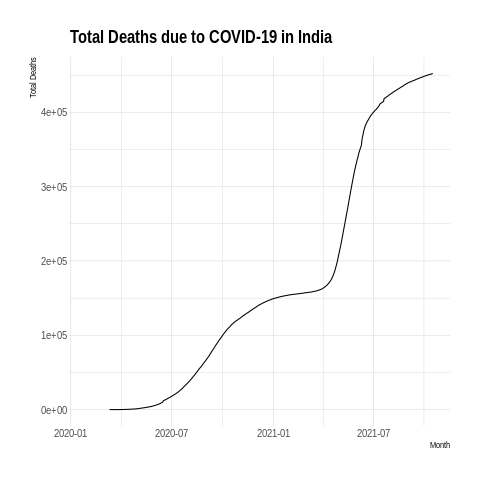 Total Deaths due to COVID-19 in India
Total Deaths
4e+05
3e+05
2e+05
1e+05
0e+00
2020-01 2020-07 2021-01 2021-07
Month